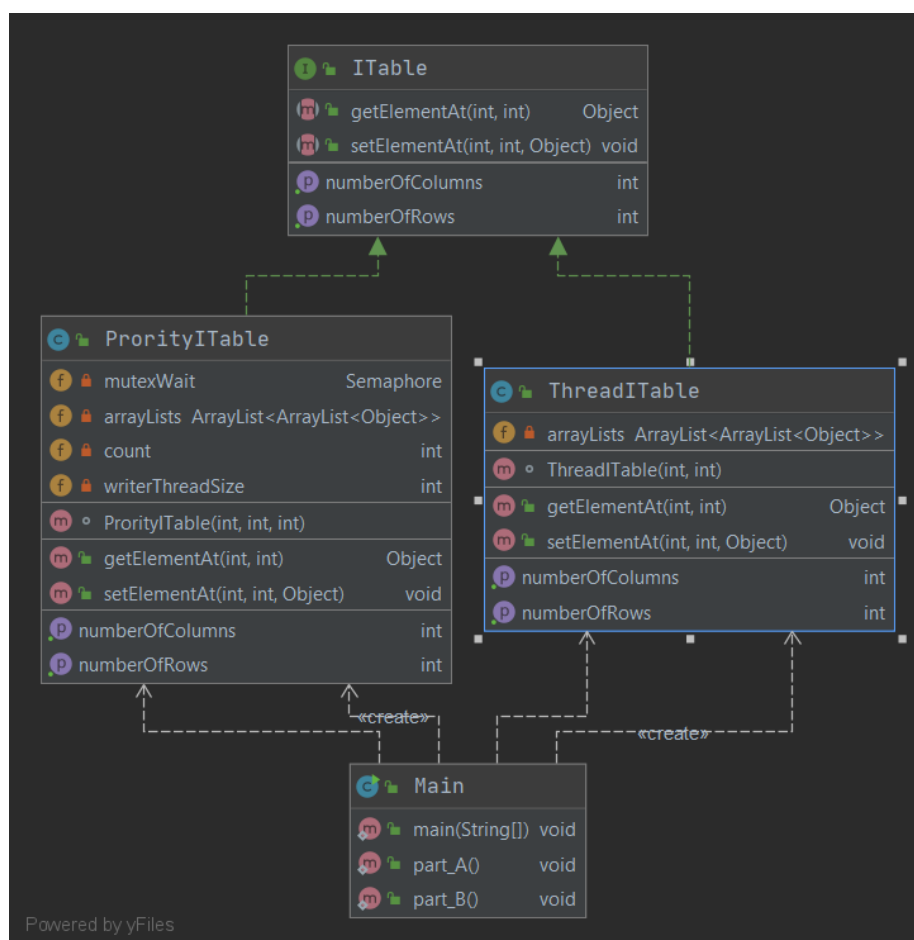 ITable
getElementAt(int, int) Object
setElementAt(int, int, Object) void
numberOfColumns int
numberOfRows int
ProrityITable
mutexWait Semaphore
arrayLists ArrayList<ArrayList<Object>>
count int
writerThreadSize int
ProrityITable(int, int, int)
getElementAt(int, int) Object
setElementAt(int, int, Object) void
numberOfColumns int
numberOfRows int
ThreadITable
arrayLists ArrayList<ArrayList<Object>>
ThreadITable(int, int)
getElementAt(int, int) Object
setElementAt(int, int, Object) void
numberOfColumns int
numberOfRows int
«create»
«create»
Main
main(String[]) void
part_A() void
part_B() void
Powered by yFiles